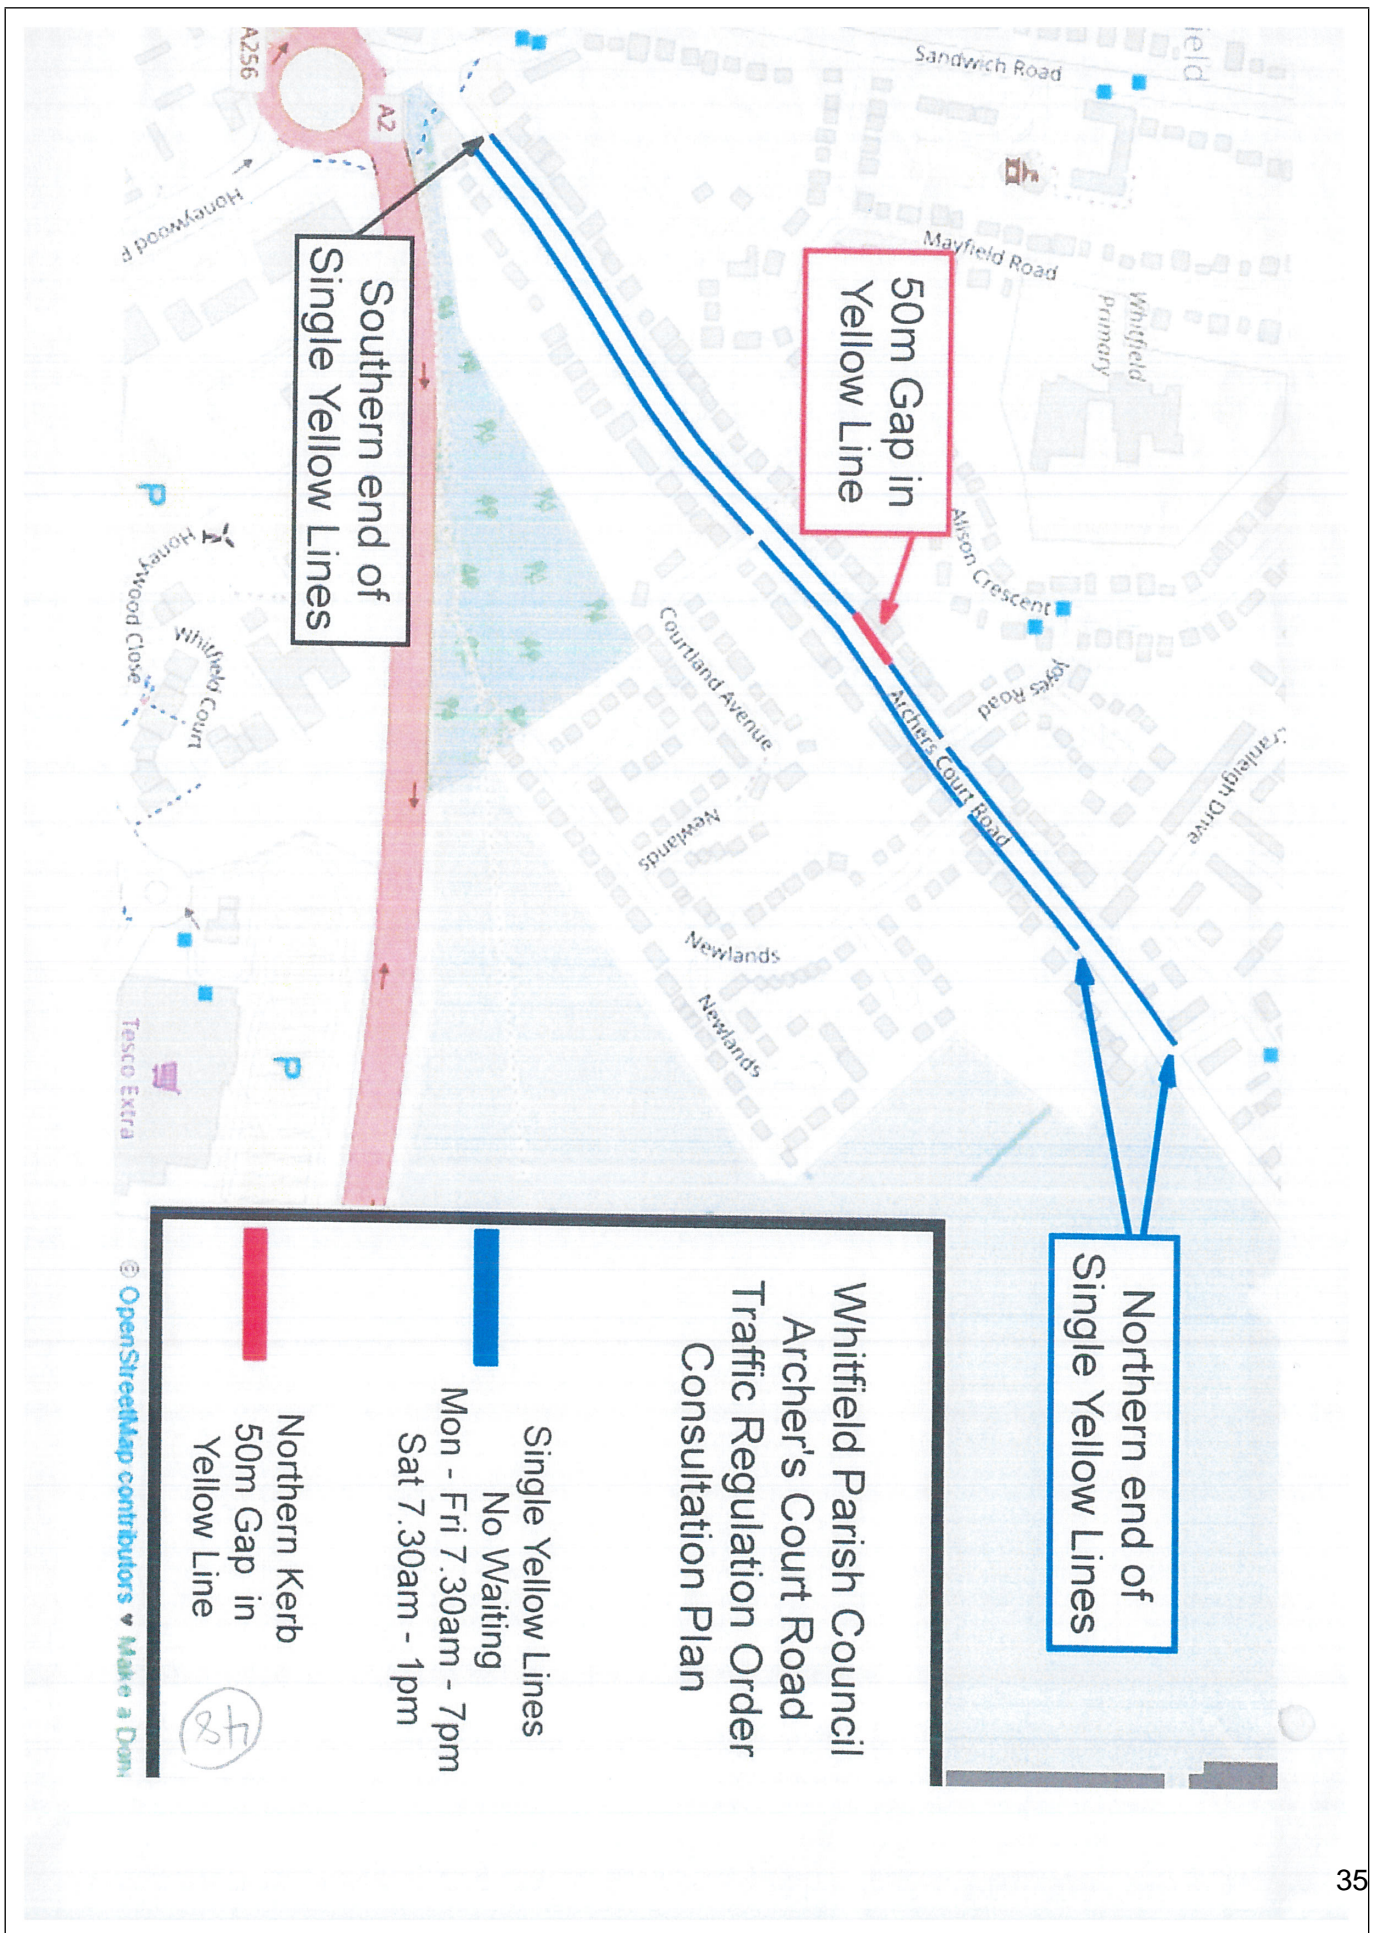 35
Sandwich Road
ield
A256
A2
Honeywood P
Mayfield Road
Whitfield
Primary
50m Gap in
Yellow Line
Southern end of
Single Yellow Lines
Alison Crescent
Joyes Road
Cranleigh Drive
Archers Court Road
Courtland Avenue
Newlands
Newlands
Newlands
P
Honeywood Close
Whitfield Court
P
Tesco Extra
Northern end of
Single Yellow Lines
Whitfield Parish Council
Archer's Court Road
Traffic Regulation Order
Consultation Plan
Single Yellow Lines
No Waiting
Mon - Fri 7.30am - 7pm
Sat 7.30am - 1pm
Northern Kerb
50m Gap in
Yellow Line
48
© OpenStreetMap contributors ♥ Make a Dona